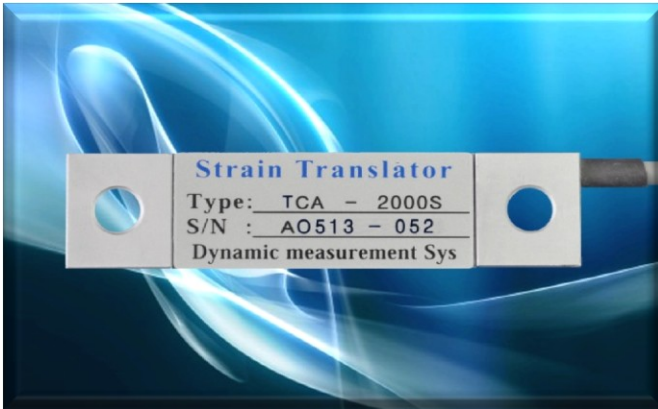 Strain Translator
Type: TCA - 2000S
S/N : AO513 - 052
Dynamic measurement Sys